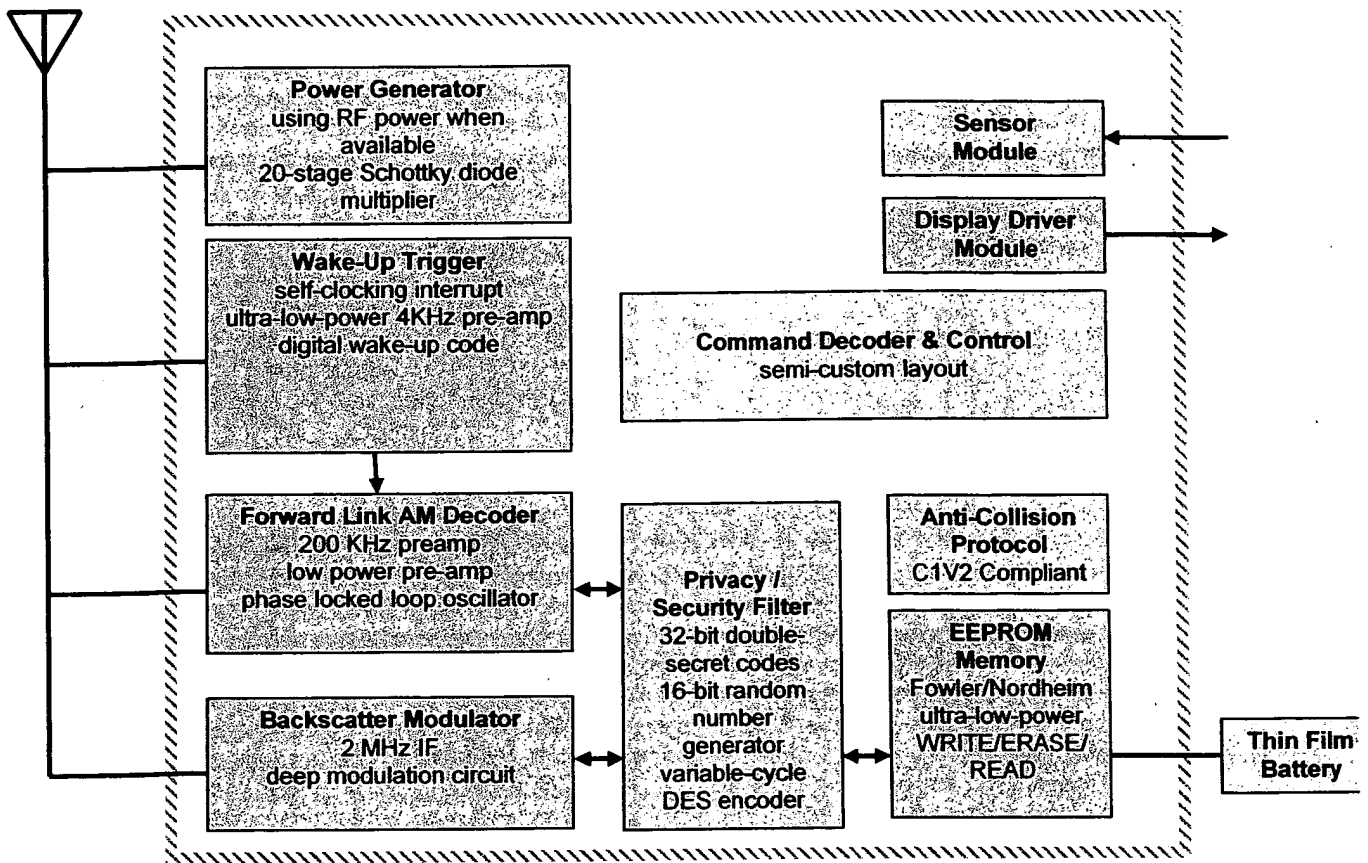 Power Generator
using RF power when
available
20-stage Schottky diode
multiplier
Sensor
Module
Display Driver
Module
Wake-Up Trigger
self-clocking interrupt
ultra-low-power 4KHz pre-amp
digital wake-up code
Command Decoder & Control
semi-custom layout
Forward Link AM Decoder
200 KHz preamp
low power pre-amp
phase locked loop oscillator
Privacy /
Security Filter
32-bit double-
secret codes
16-bit random
number
generator
variable-cycle
DES encoder
Anti-Collision
Protocol
C1V2 Compliant
EEPROM
Memory
Fowler/Nordheim
ultra-low-power
WRITE/ERASE/
READ
Backscatter Modulator
2 MHz IF
deep modulation circuit
Thin Film
Battery